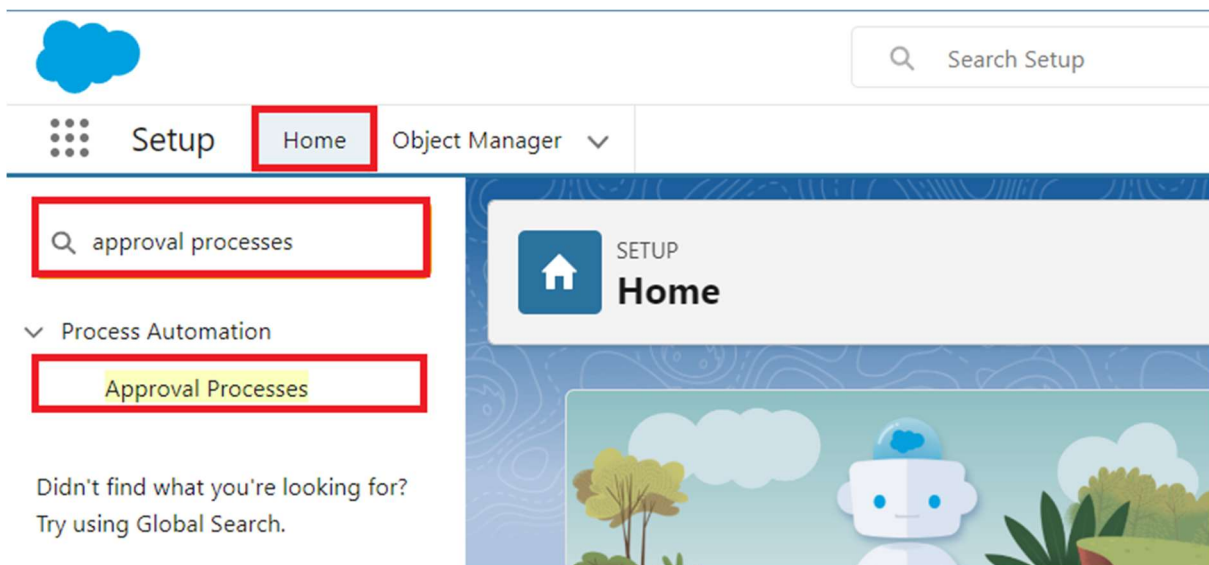 Search Setup
Setup
Home
Object Manager
approval processes
Process Automation
Approval Processes
Didn't find what you're looking for?
Try using Global Search.
SETUP
Home